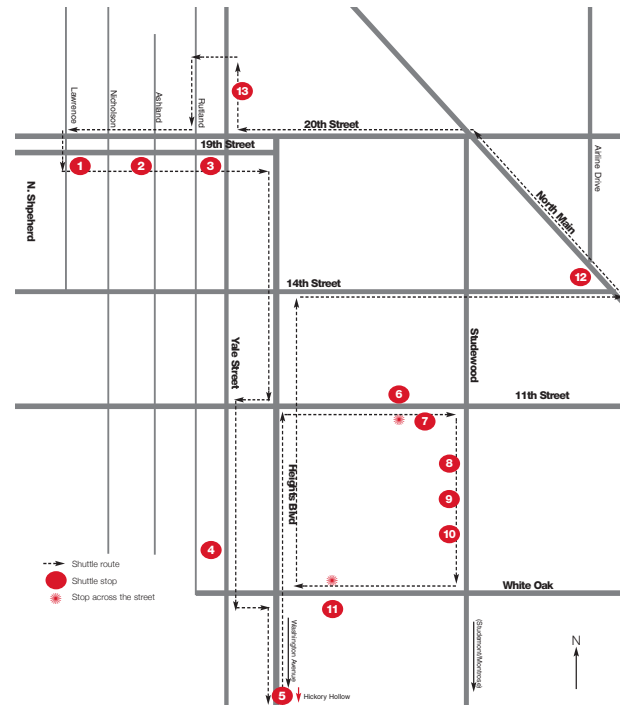 13
Lawrence
Nicholson
Ashland
Rutland
20th Street
19th Street
Airline Drive
1
2
3
N. Shpeherd
North Main
12
14th Street
Yale Street
Studewood
6
11th Street
7
8
Heights Blvd
9
10
4
Shuttle route
Shuttle stop
Stop across the street
White Oak
11
Washington Avenue
(Studemont/Montrose)
N
5
Hickory Hollow